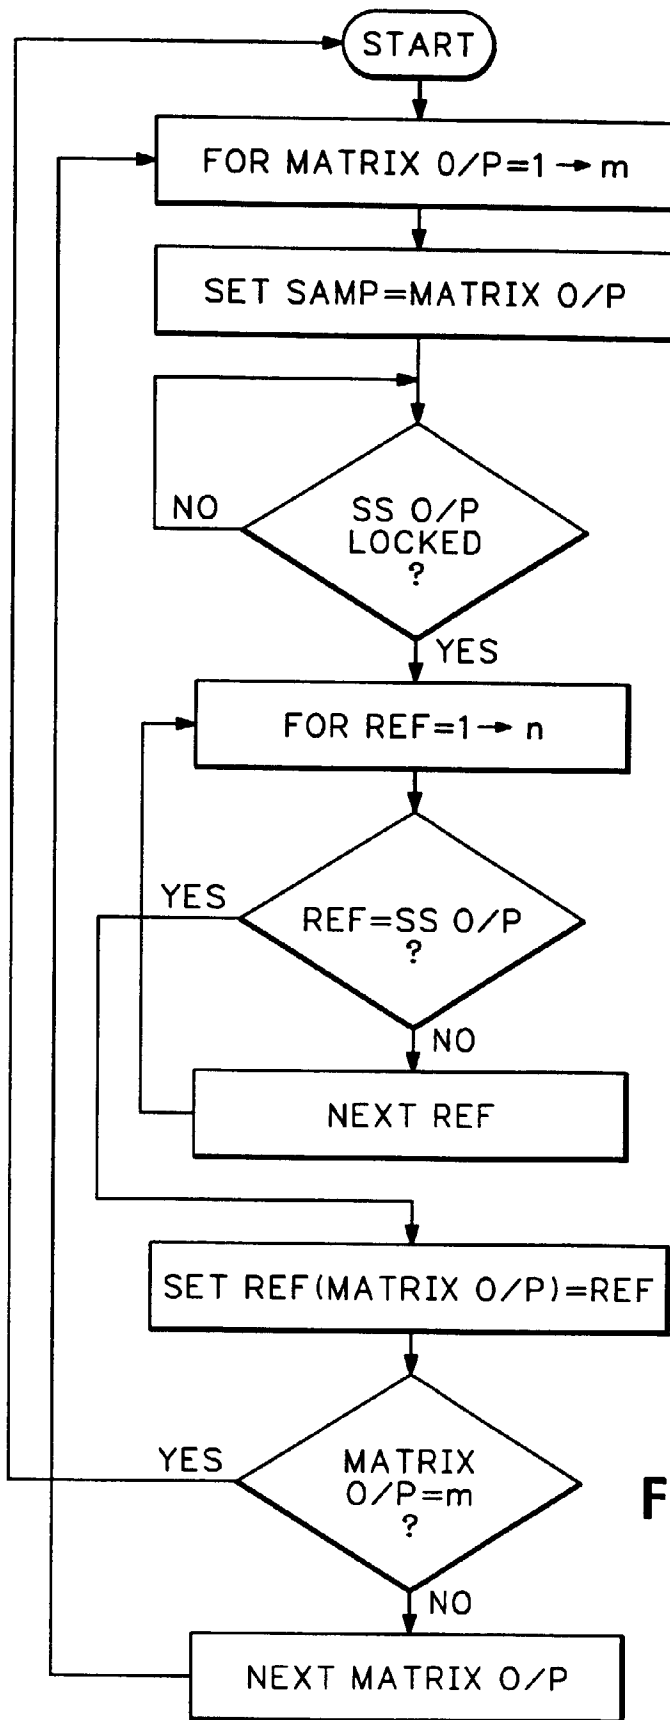 START
FOR MATRIX O/P=1→m
SET SAMP=MATRIX O/P
NO
SS O/P
LOCKED
?
YES
FOR REF=1→n
YES
REF=SS O/P
?
NO
NEXT REF
SET REF(MATRIX O/P)=REF
YES
MATRIX
O/P=m
?
NO
NEXT MATRIX O/P
F